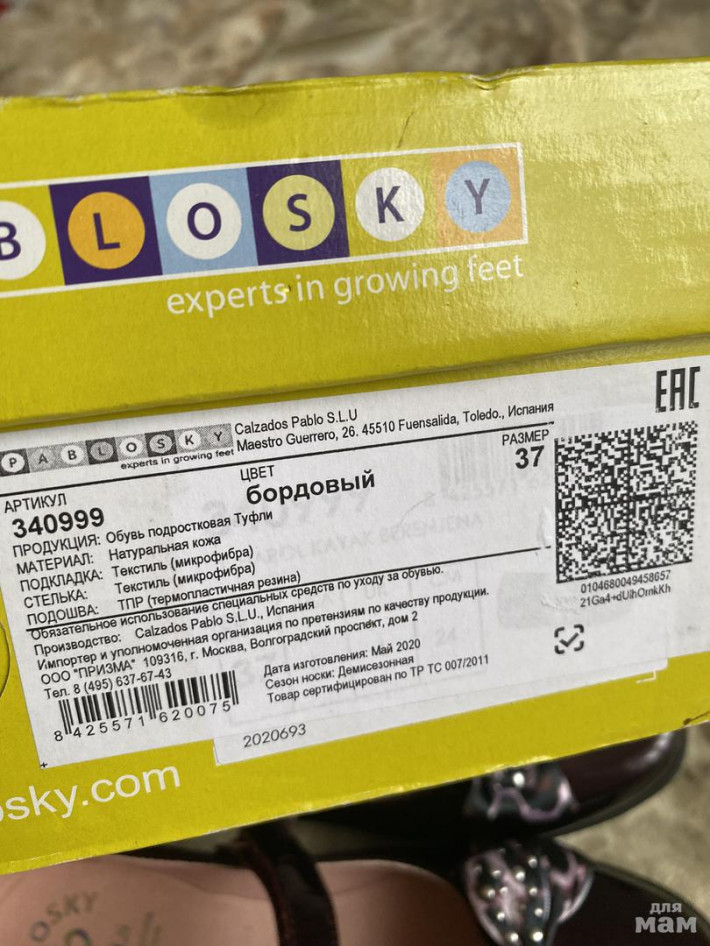 BLOSKY
experts in growing feet
EAC
PABLOSKY
experts in growing feet
Calzados Pablo S.L.U
Maestro Guerrero, 26. 45510 Fuensalida, Toledo., Испания
АРТИКУЛ
340999
ЦВЕТ
бордовый
РАЗМЕР
37
ПРОДУКЦИЯ: Обувь подростковая Туфли
МАТЕРИАЛ: Натуральная кожа
ПОДКЛАДКА: Текстиль (микрофибра)
СТЕЛЬКА: Текстиль (микрофибра)
ПОДОШВА: ТПР (термопластичная резина)
Обязательное использование специальных средств по уходу за обувью.
Производство: Calzados Pablo S.L.U., Испания
Импортер и уполномоченная организация по претензиям по качеству продукции.
ООО "ПРИЗМА" 109316, г. Москва, Волгоградский проспект, дом 2
Тел. 8 (495) 637-67-43
Дата изготовления: Май 2020
Сезон носки: Демисезонная
Товар сертифицирован по ТР ТС 007/2011
0104680049458657
21Ga4+dUlhOrnkKh
8 425571 620075
2020693
osky.com
OSKY
для
мам